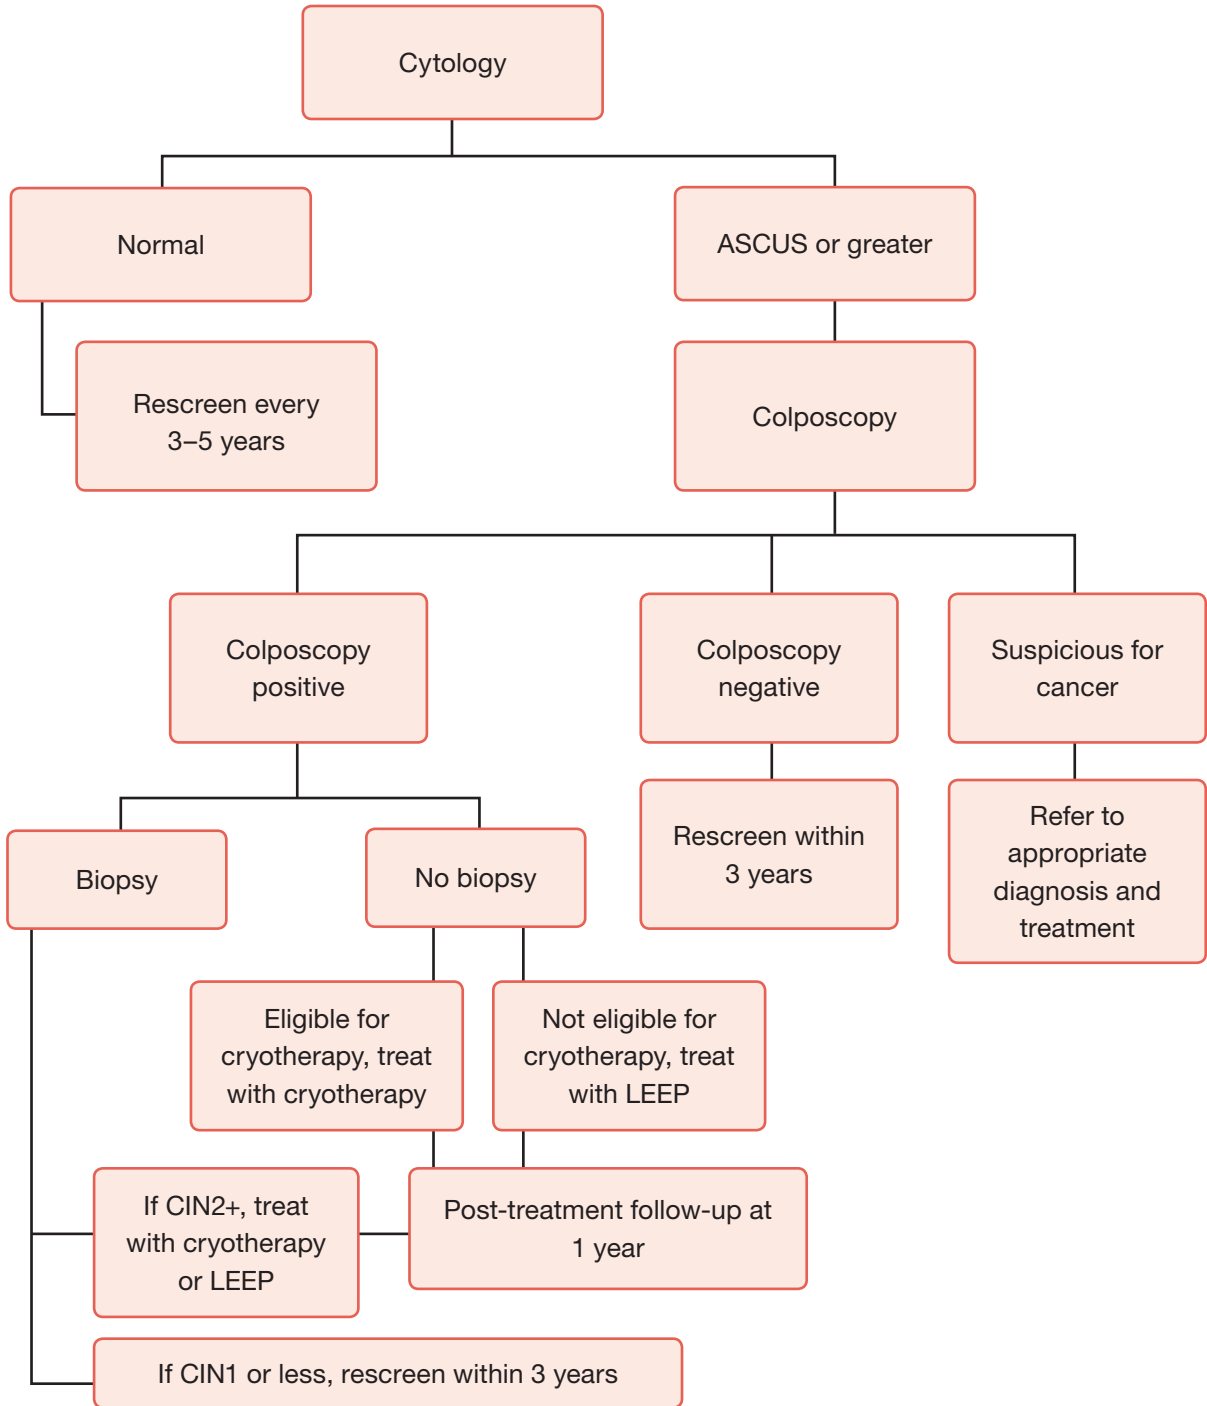 Cytology
Normal
ASCUS or greater
Rescreen every
3–5 years
Colposcopy
Colposcopy
positive
Colposcopy
negative
Suspicious for
cancer
Biopsy
No biopsy
Rescreen within
3 years
Refer to
appropriate
diagnosis and
treatment
Eligible for
cryotherapy, treat
with cryotherapy
Not eligible for
cryotherapy, treat
with LEEP
If CIN2+, treat
with cryotherapy
or LEEP
Post-treatment follow-up at
1 year
If CIN1 or less, rescreen within 3 years